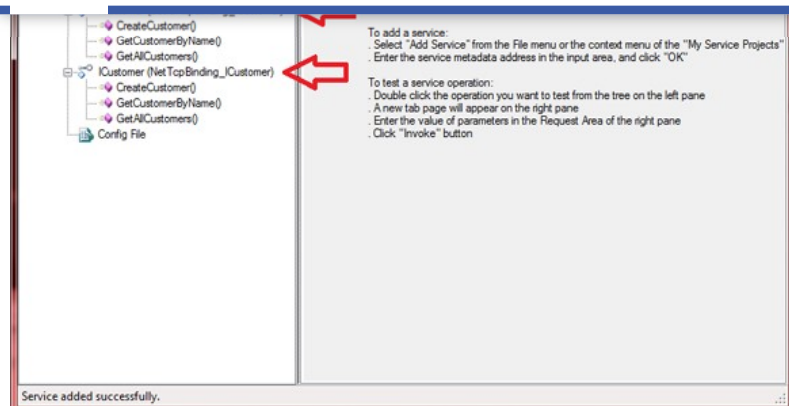 CreateCustomer()
GetCustomerByName()
GetAllCustomers()
ICustomer (NetTcpBinding_ICustomer)
CreateCustomer()
GetCustomerByName()
GetAllCustomers()
Config File
To add a service:
. Select "Add Service" from the File menu or the context menu of the "My Service Projects"
. Enter the service metadata address in the input area, and click "OK"
To test a service operation:
. Double click the operation you want to test from the tree on the left pane
. A new tab page will appear on the right pane
. Enter the value of parameters in the Request Area of the right pane
. Click "Invoke" button
Service added successfully.